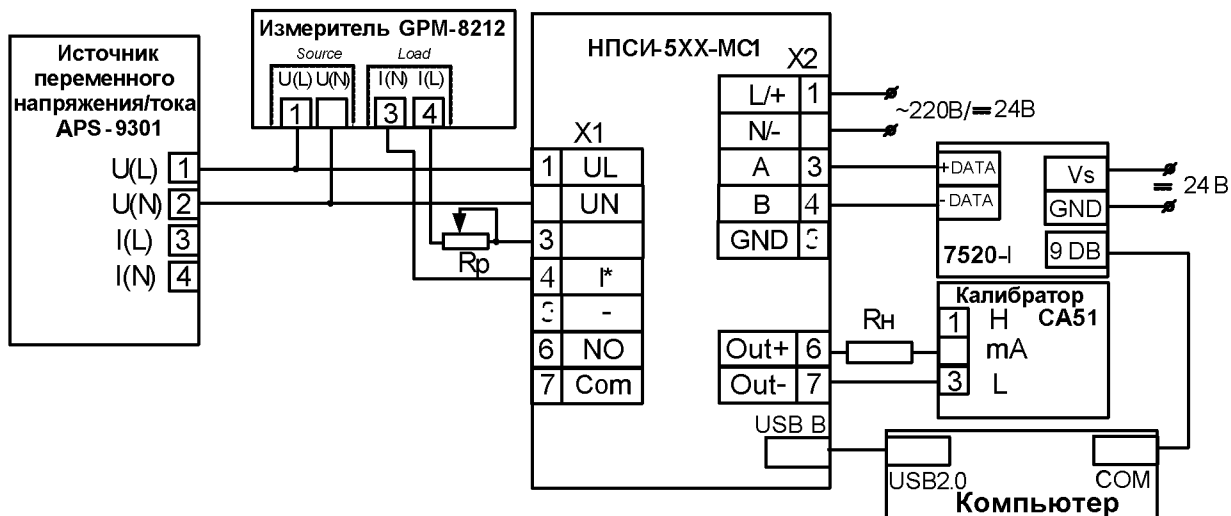 Источник
переменного
напряжения/тока
APS-9301
U(L) 1
U(N) 2
I(L) 3
I(N) 4
Измеритель GPM-8212
Source Load
U(L) U(N) I(N) I(L)
1 3 4
Rp
НПСИ-5XX-МС1
X1
1 UL
UN
3
4 I*
-
6 NO
7 Com
X2
L/+ 1
N/-
A 3
B 4
GND
Out+ 6
Out- 7
USB B
~220В/=24В
+DATA
-DATA
Vs
GND
7520-I
9 DB
= 24В
Калибратор
CA51
1 H
mA
3 L
Rн
USB2.0
COM
Компьютер